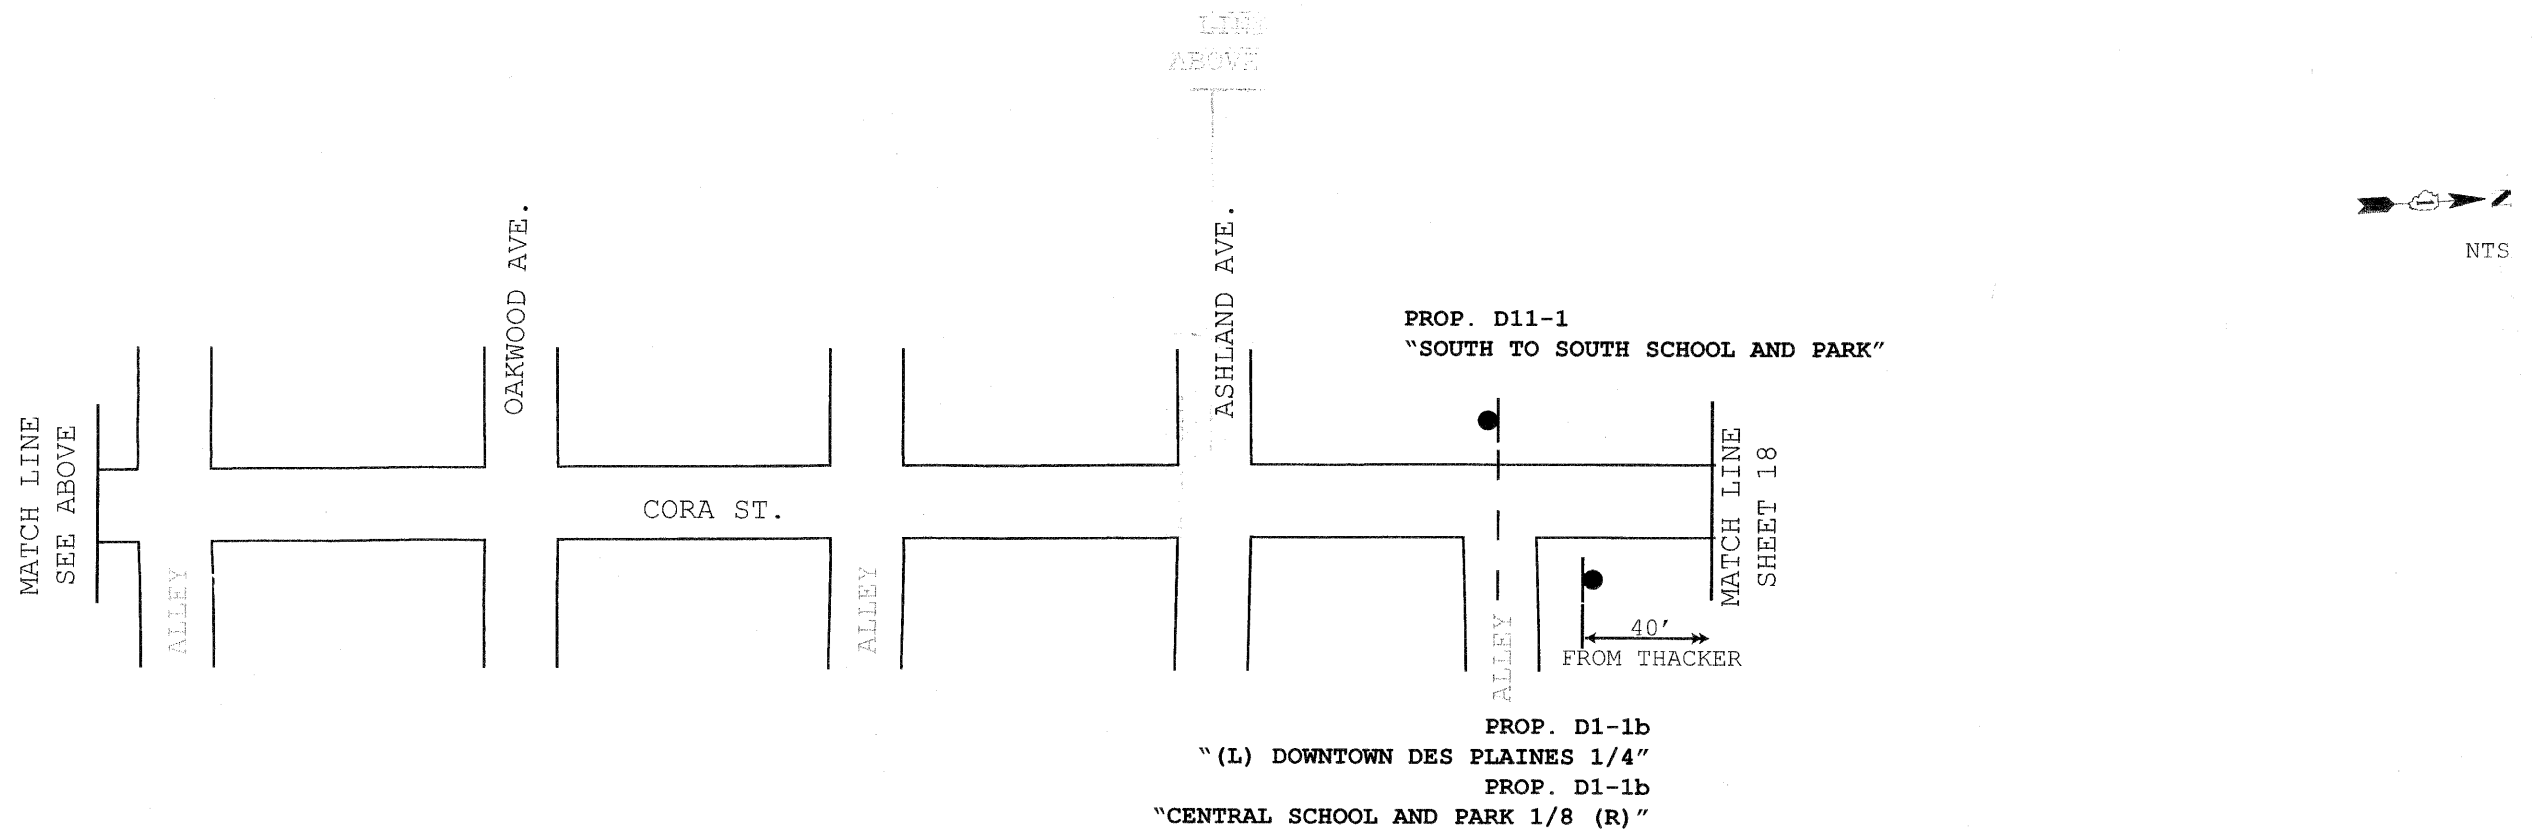 LINE
ABOVE
NTS
OAKWOOD AVE.
ASHLAND AVE.
PROP. D11-1
"SOUTH TO SOUTH SCHOOL AND PARK"
MATCH LINE
SEE ABOVE
CORA ST.
MATCH LINE
SHEET 18
ALLEY
ALLEY
ALLEY
40'
FROM THACKER
PROP. D1-1b
"(L) DOWNTOWN DES PLAINES 1/4"
PROP. D1-1b
"CENTRAL SCHOOL AND PARK 1/8 (R)"